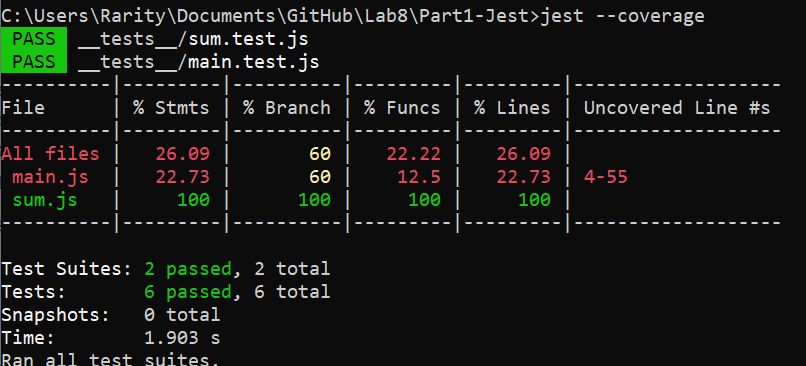 C:\Users\Rarity\Documents\GitHub\Lab8\Part1-Jest>jest --coverage
 PASS  __tests__/sum.test.js
 PASS  __tests__/main.test.js
----------|---------|----------|---------|---------|-------------------
File      | % Stmts | % Branch | % Funcs | % Lines | Uncovered Line #s
----------|---------|----------|---------|---------|-------------------
All files |   26.09 |       60 |   22.22 |   26.09 |
 main.js  |   22.73 |       60 |    12.5 |   22.73 | 4-55
 sum.js   |     100 |      100 |     100 |     100 |
----------|---------|----------|---------|---------|-------------------
Test Suites: 2 passed, 2 total
Tests:       6 passed, 6 total
Snapshots:   0 total
Time:        1.903 s
Ran all test suites.